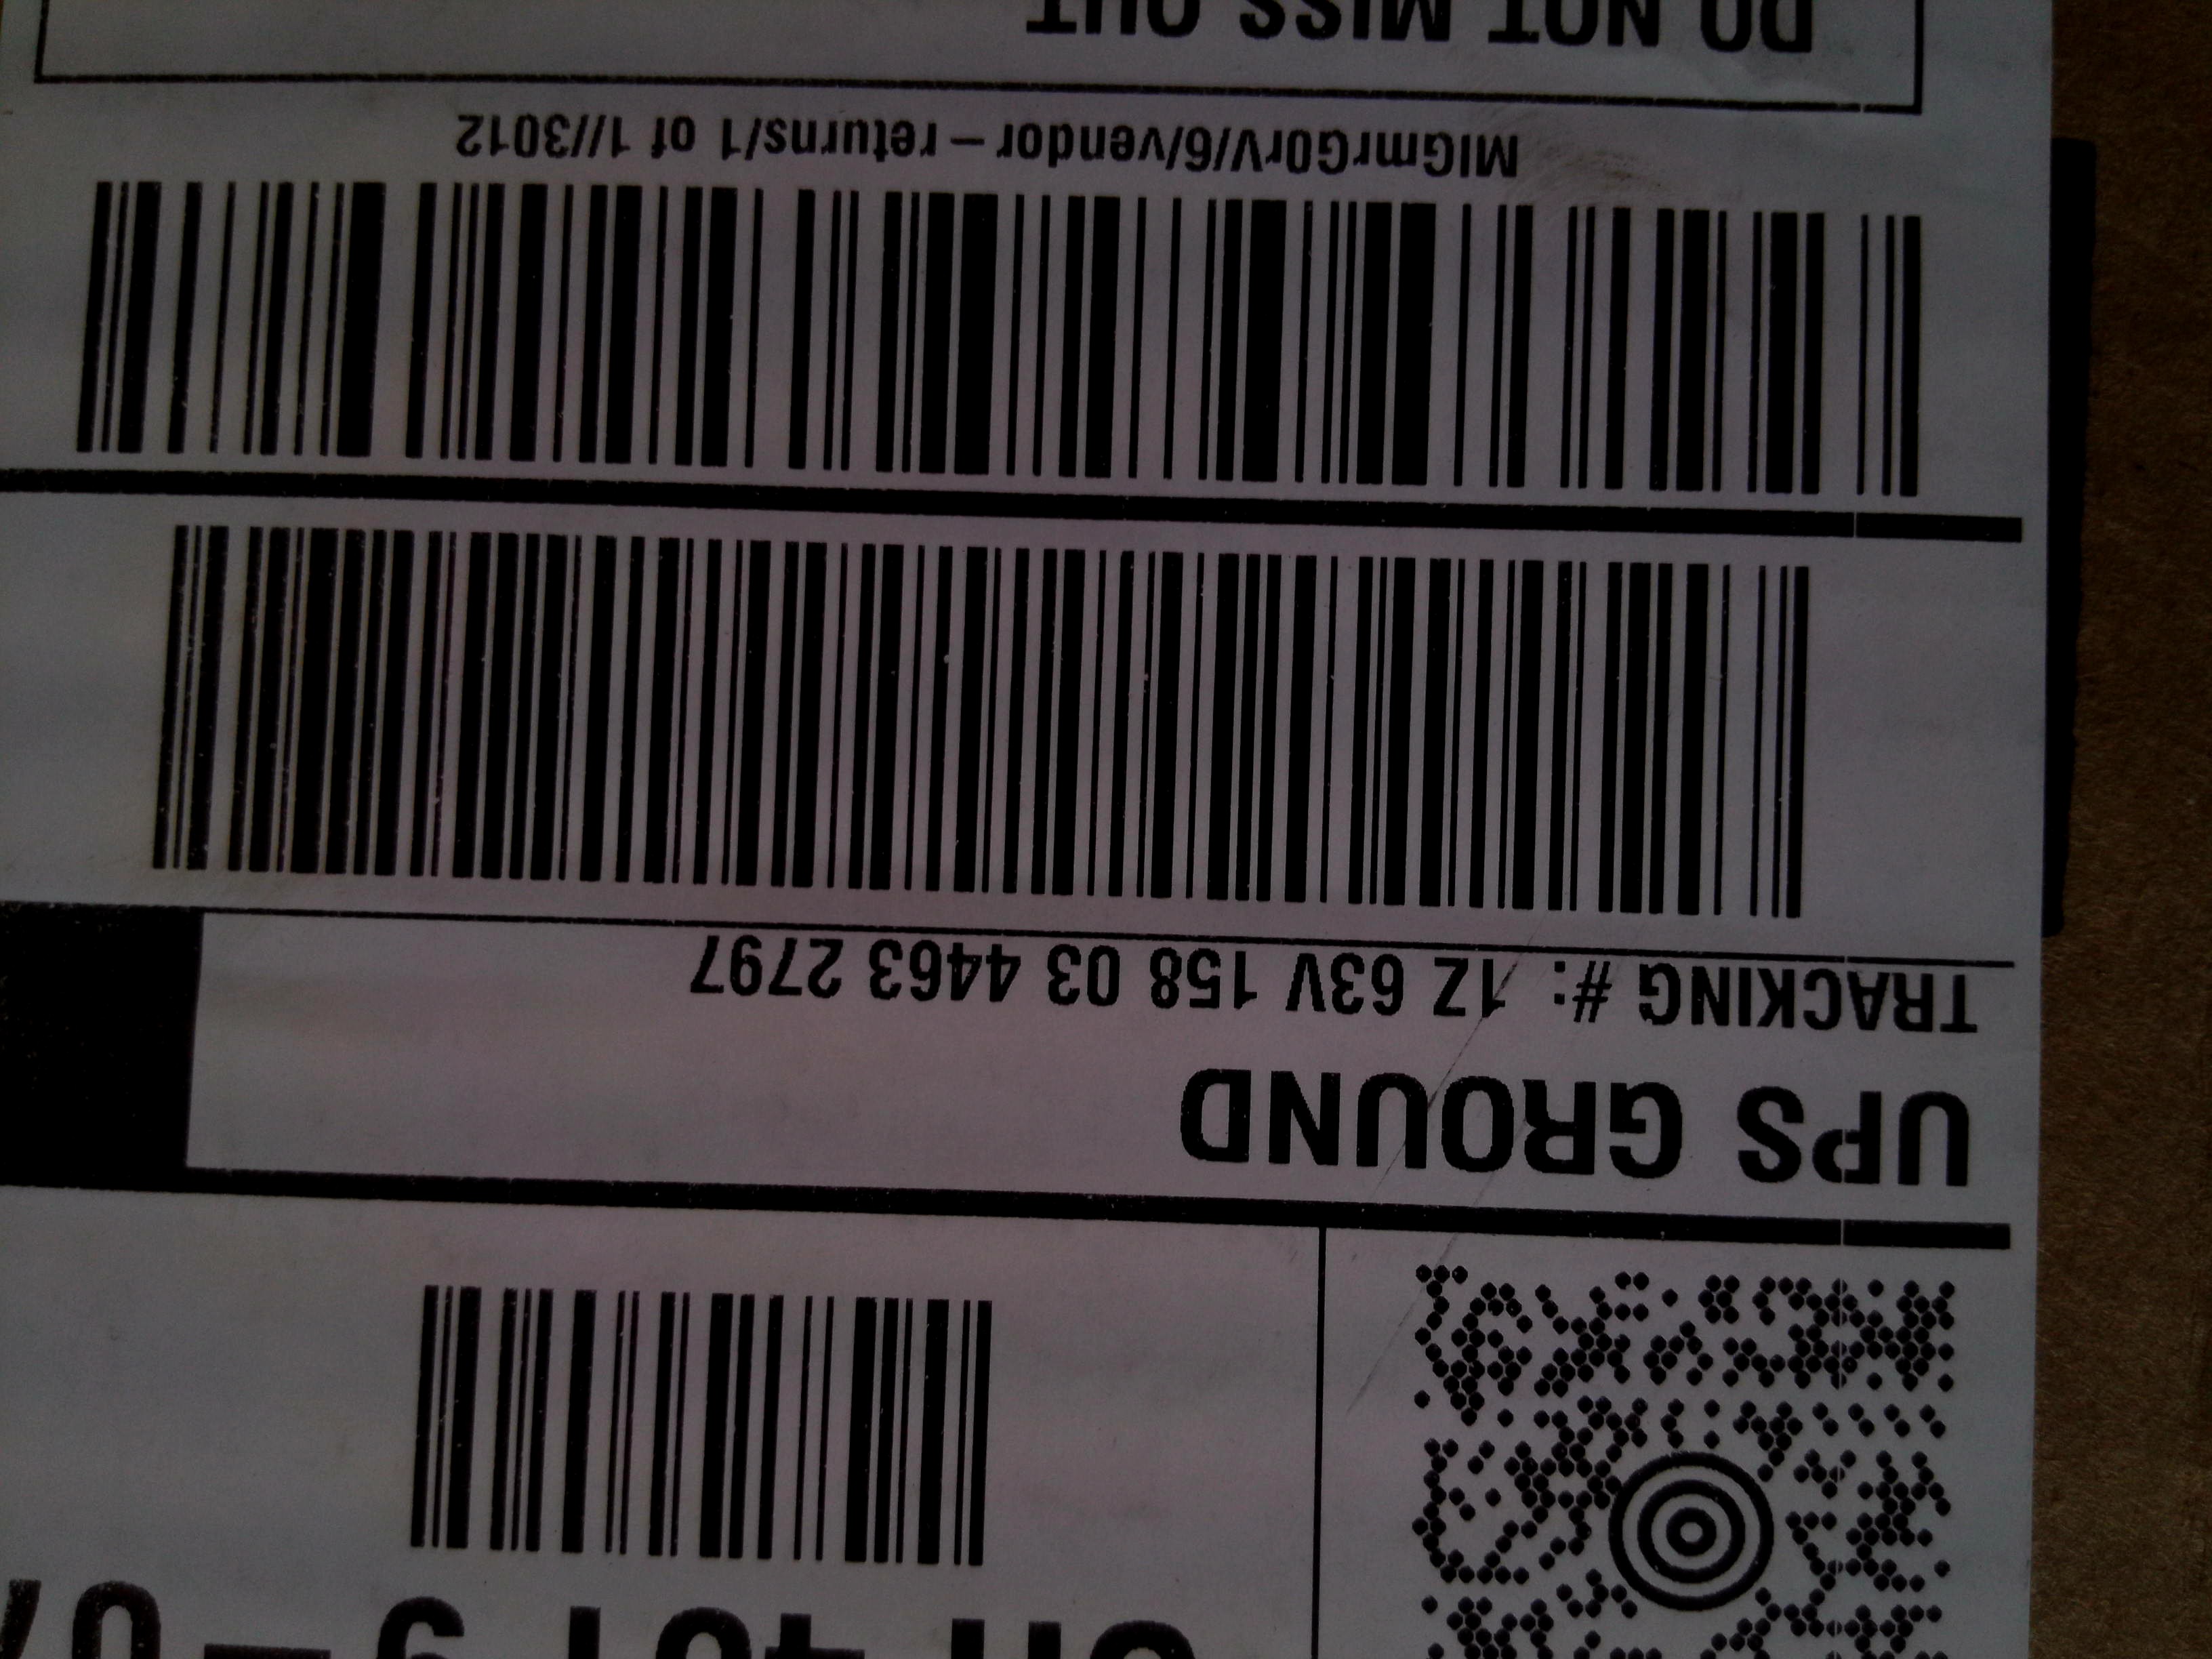 UPS GROUND
TRACKING #: 1Z 63V 158 03 4463 2797
MIGmrG0rV//6/vendor – returns/1 of 1//3012
DO NOT MISS OUT